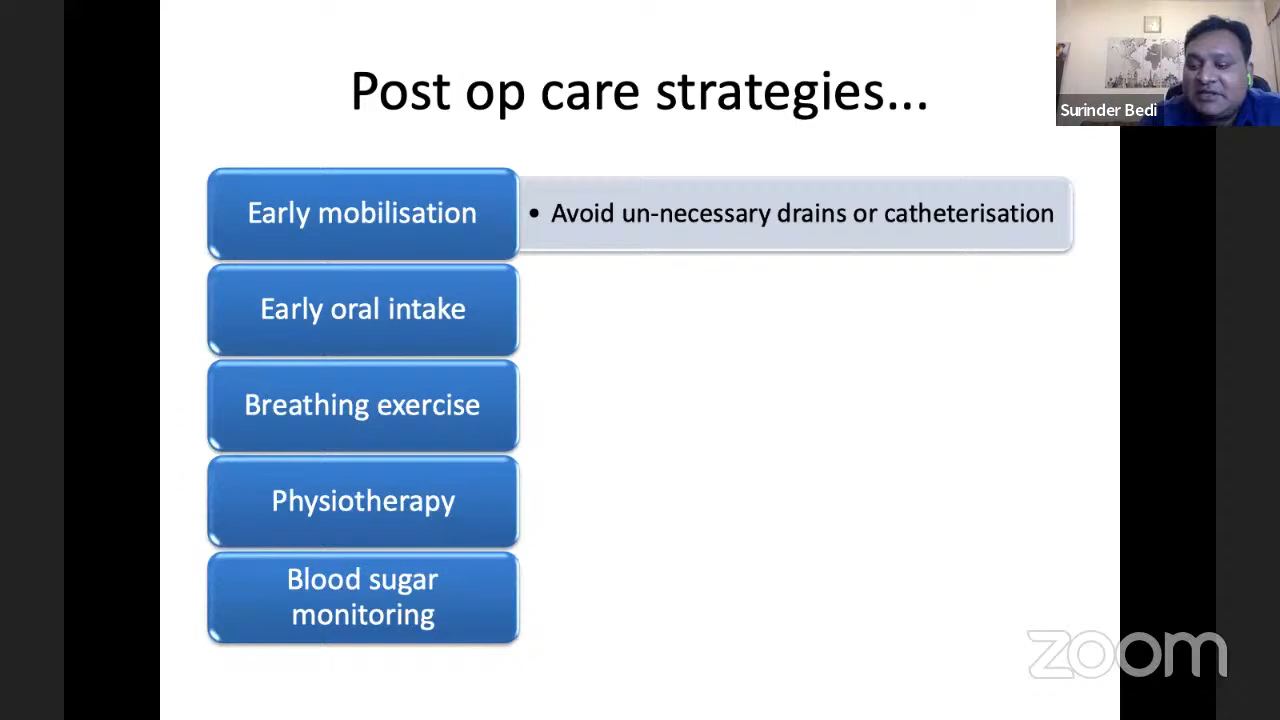 Post op care strategies...
Surinder Bedi
Early mobilisation
• Avoid un-necessary drains or catheterisation
Early oral intake
Breathing exercise
Physiotherapy
Blood sugar
monitoring
zoom